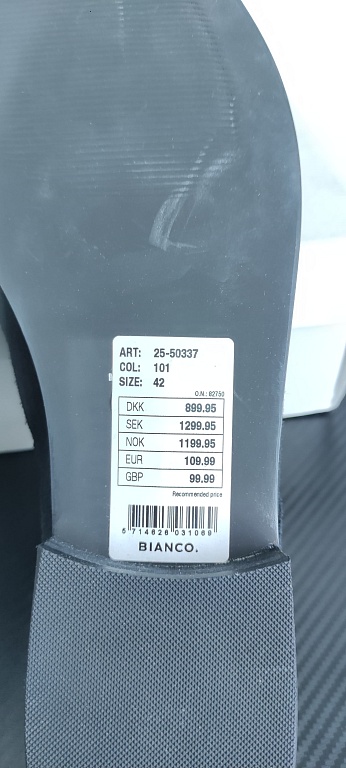 ART: 25-50337
COL: 101
SIZE: 42
O.N.: 82750
DKK 899.95
SEK 1299.95
NOK 1199.95
EUR 109.99
GBP 99.99
Recommended price
5 714626 031069
BIANCO.